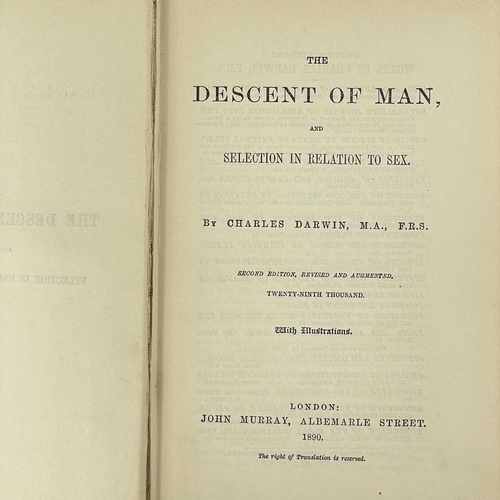 THE
DESCENT OF MAN,
AND
SELECTION IN RELATION TO SEX.
BY CHARLES DARWIN, M.A., F.R.S.
SECOND EDITION, REVISED AND AUGMENTED.
TWENTY-NINTH THOUSAND.
With Illustrations.
LONDON:
JOHN MURRAY, ALBEMARLE STREET.
1890.
The right of Translation is reserved.